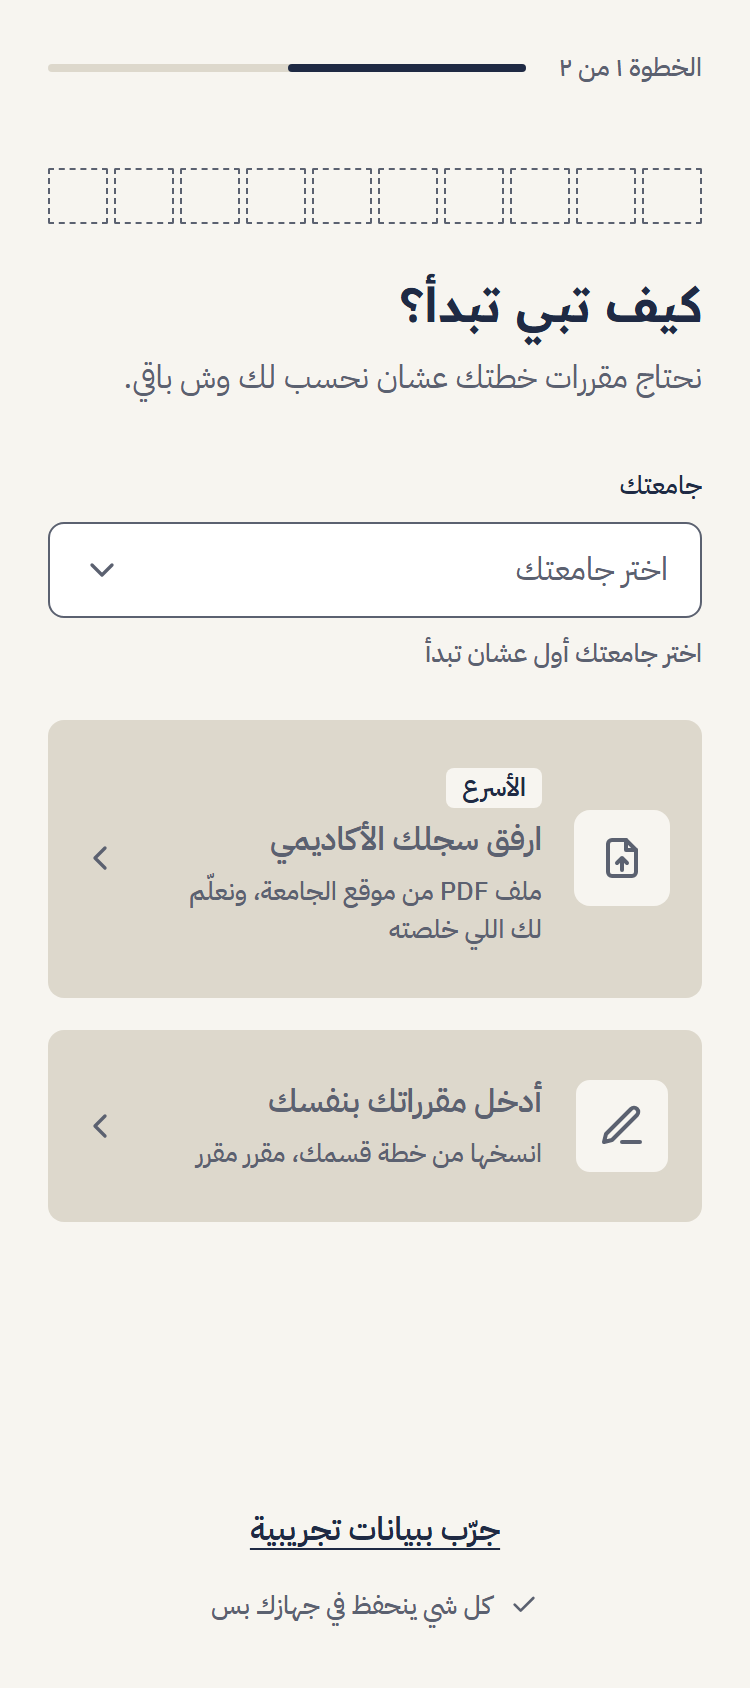 الخطوة ١ من ٢
كيف تبي تبدأ؟
نحتاج مقررات خطتك عشان نحسب لك وش باقي.
جامعتك
اختر جامعتك
اختر جامعتك أول عشان تبدأ
الأسرع
ارفق سجلك الأكاديمي
ملف PDF من موقع الجامعة، ونعلّم
لك اللي خلصته
أدخل مقرراتك بنفسك
انسخها من خطة قسمك، مقرر مقرر
جرّب ببيانات تجريبية
كل شي ينحفظ في جهازك بس